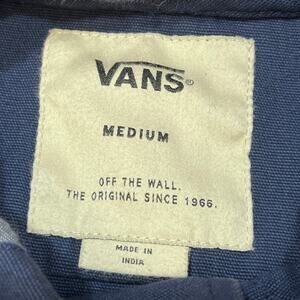 VANS®
MEDIUM
OFF THE WALL.
THE ORIGINAL SINCE 1966.
MADE IN
INDIA